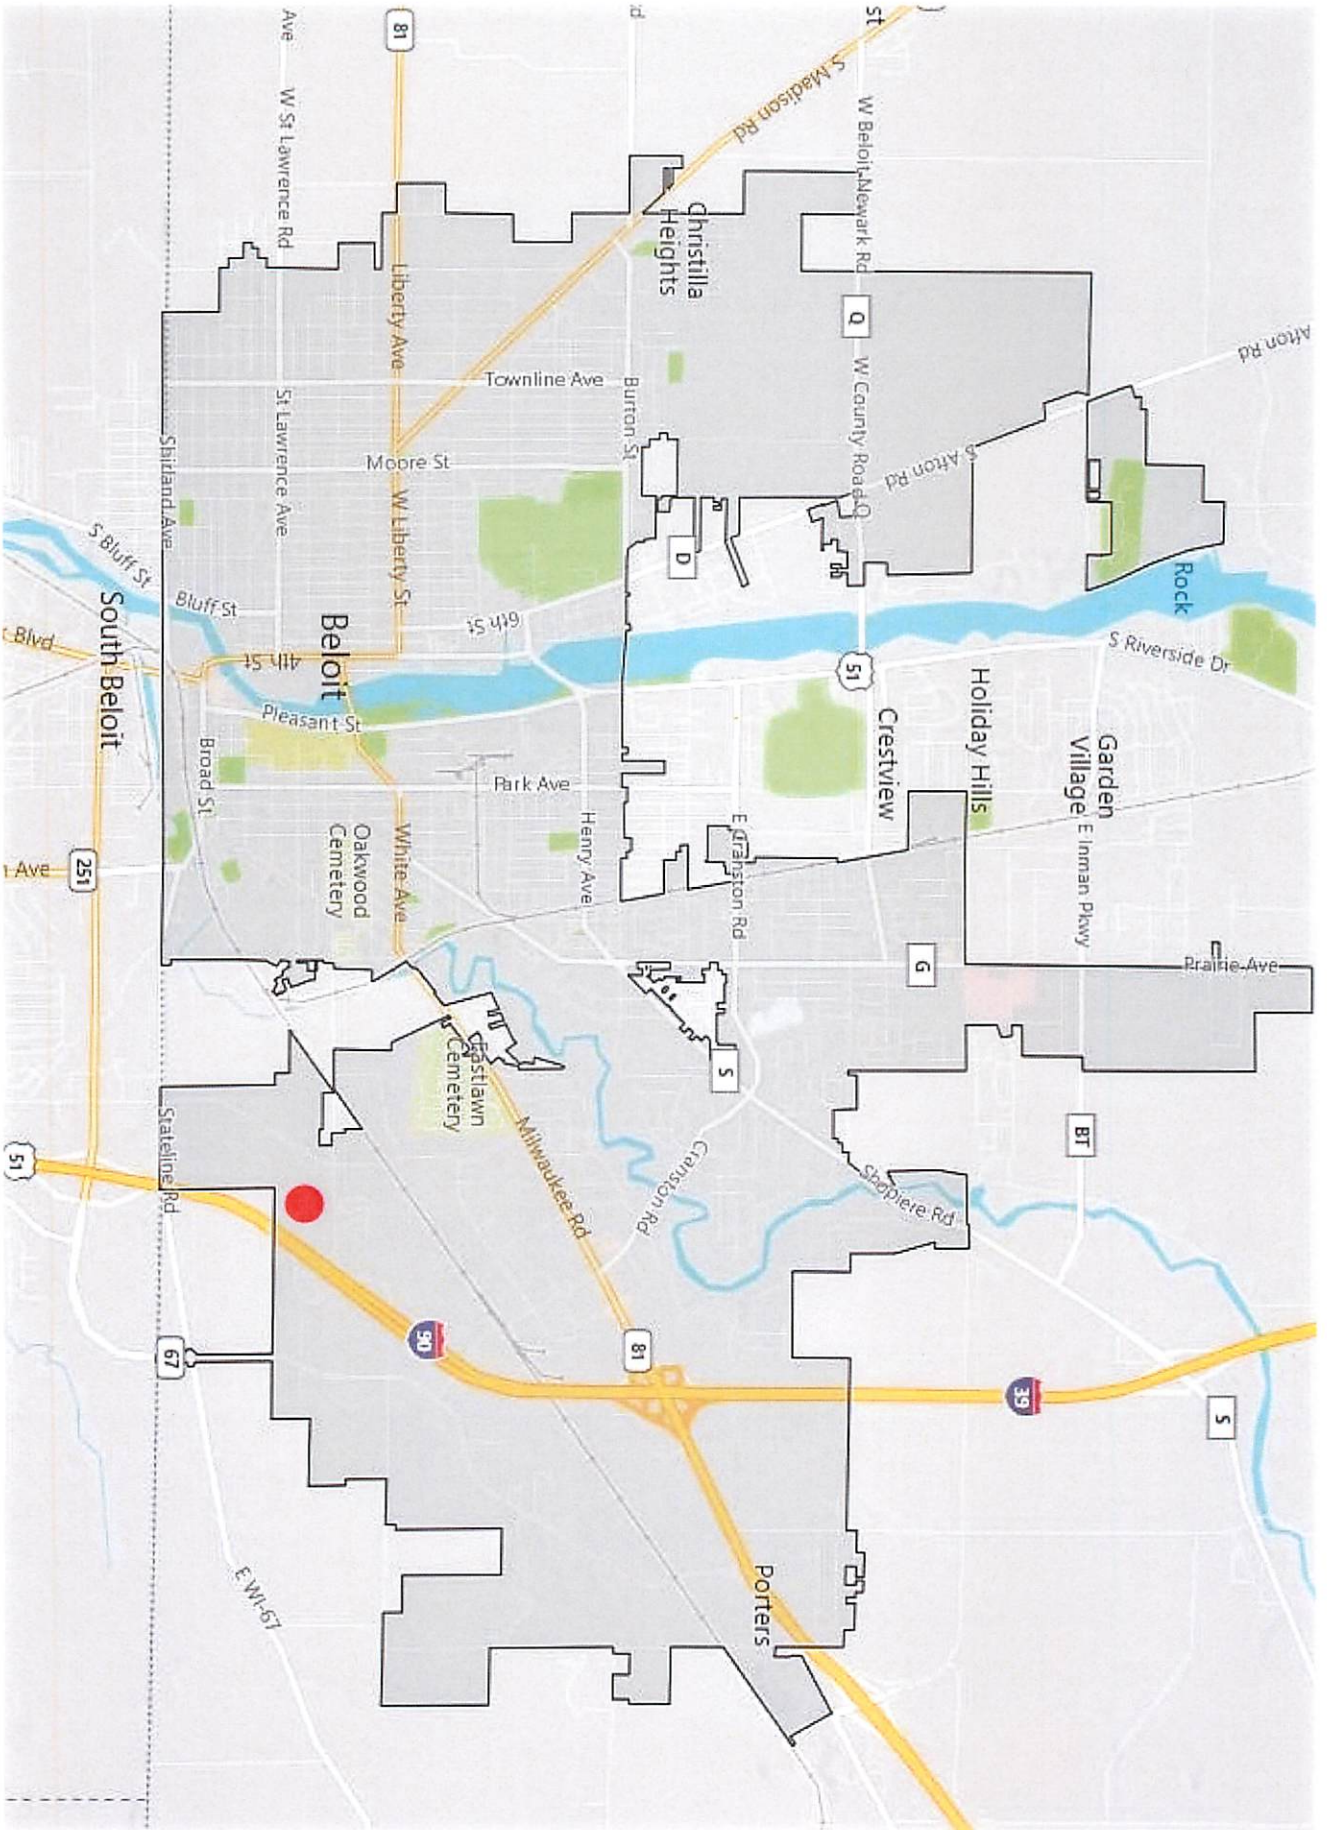 Afton Rd
S Riverside Dr
Prairie Ave
S
Rock
Garden
Village
E Inman Pkwy
BT
Holiday Hills
39
S Afton Rd
G
Shopiere Rd
st
W Beloit-Newark Rd
Q
W County Road Q
51
Crestview
S Madison Rd
E Cranston Rd
S
Porters
Christilla
Heights
D
Cranston Rd
81
Burton St
Townline Ave
Henry Ave
Park Ave
6th St
Milwaukee Rd
Eastlawn
Cemetery
81
Liberty Ave
Moore St
W Liberty St
White Ave
90
Beloit
Oakwood
Cemetery
Pleasant St
4th St
Ave
W St Lawrence Rd
St Lawrence Ave
E WI-67
Bluff St
Broad St
Shirland Ave
Stateline Rd
67
S Bluff St
South Beloit
251
Blvd
Ave
51